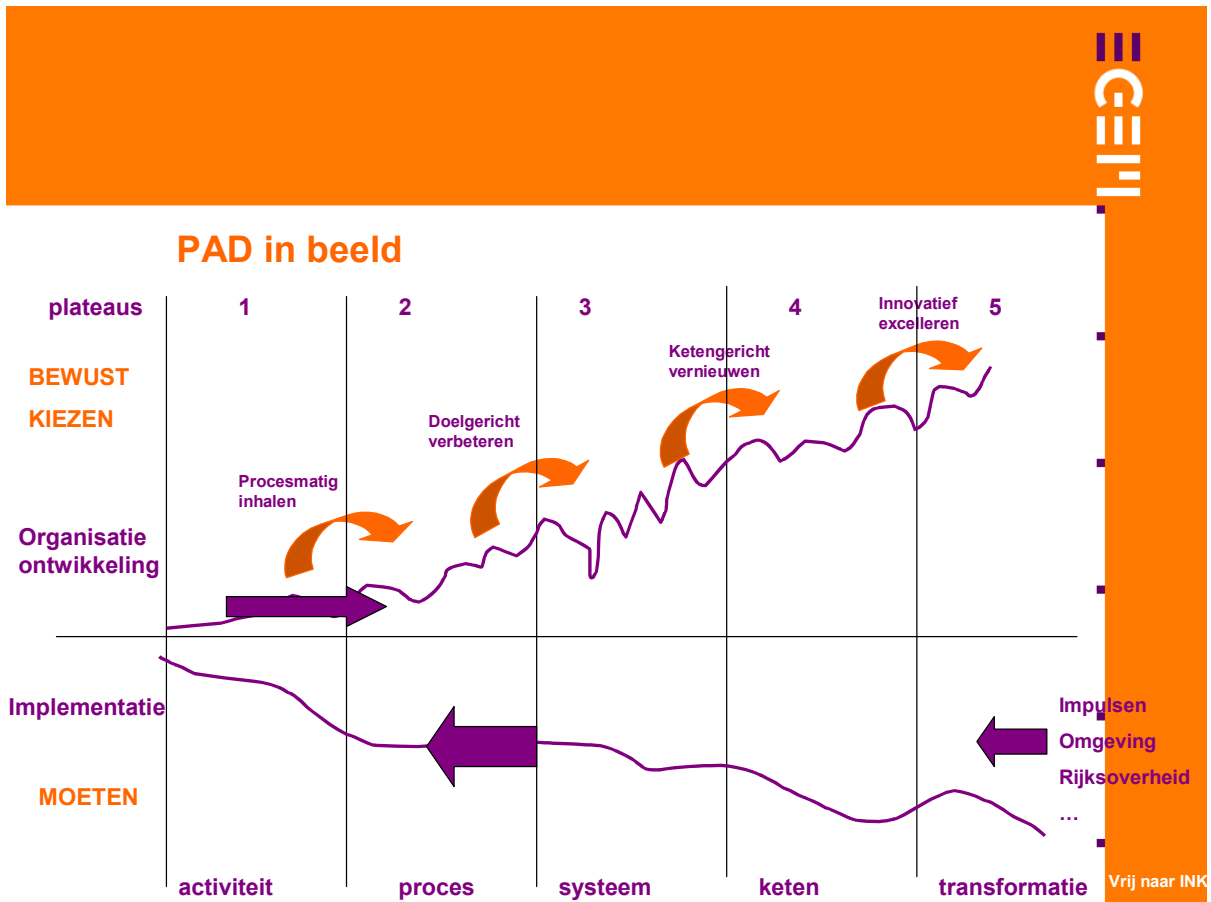 EGEM
PAD in beeld
plateaus 1 2 3 4 5
Innovatief
excelleren
Ketengericht
vernieuwen
BEWUST
KIEZEN
Doelgericht
verbeteren
Procesmatig
inhalen
Organisatie
ontwikkeling
Implementatie
Impulsen
Omgeving
Rijksoverheid
…
MOETEN
activiteit proces systeem keten transformatie
Vrij naar INK